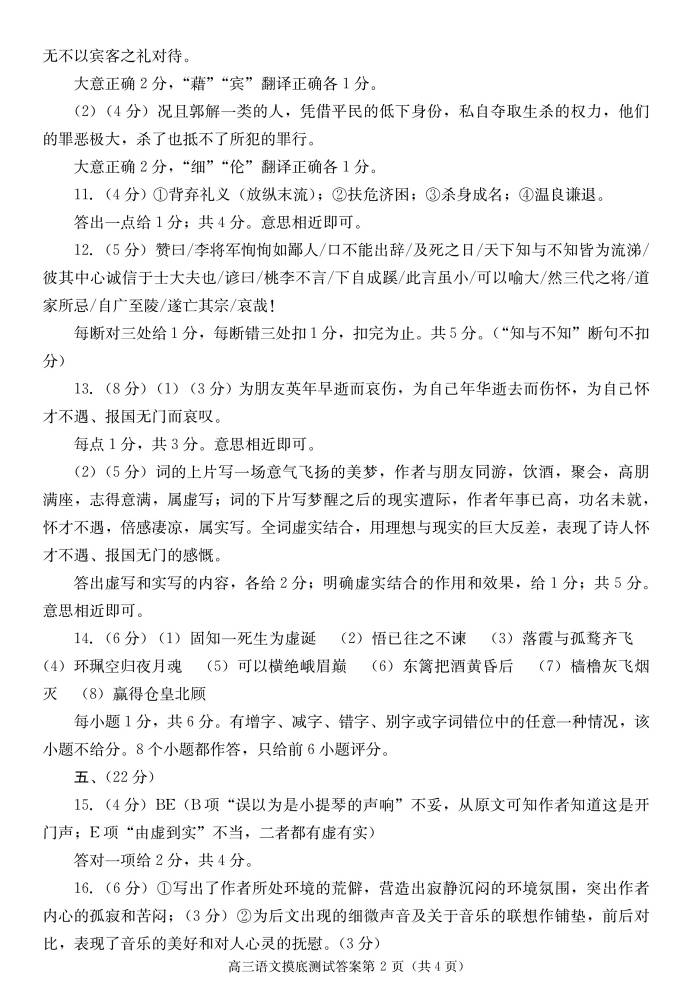 无不以宾客之礼对待。
大意正确 2 分，“藉”“宾”翻译正确各 1 分。
（2）（4 分）况且郭解一类的人，凭借平民的低下身份，私自夺取生杀的权力，他们
的罪恶极大，杀了也抵不了所犯的罪行。
大意正确 2 分，“细”“伦”翻译正确各 1 分。
11.（4 分）①背弃礼义（放纵末流）；②扶危济困；③杀身成名；④温良谦退。
答出一点给 1 分；共 4 分。意思相近即可。
12.（5 分）赞曰/李将军恂恂如鄙人/口不能出辞/及死之日/天下知与不知皆为流涕/
彼其中心诚信于士大夫也/谚曰/桃李不言/下自成蹊/此言虽小/可以喻大/然三代之将/道
家所忌/自广至陵/遂亡其宗/哀哉！
每断对三处给 1 分，每断错三处扣 1 分，扣完为止。共 5 分。（“知与不知”断句不扣
分）
13.（8 分）（1）（3 分）为朋友英年早逝而哀伤，为自己年华逝去而伤怀，为自己怀
才不遇、报国无门而哀叹。
每点 1 分，共 3 分。意思相近即可。
（2）（5 分）词的上片写一场意气飞扬的美梦，作者与朋友同游，饮酒，聚会，高朋
满座，志得意满，属虚写；词的下片写梦醒之后的现实遭际，作者年事已高，功名未就，
怀才不遇，倍感凄凉，属实写。全词虚实结合，用理想与现实的巨大反差，表现了诗人怀
才不遇、报国无门的感慨。
答出虚写和实写的内容，各给 2 分；明确虚实结合的作用和效果，给 1 分；共 5 分。
意思相近即可。
14.（6 分）（1）固知一死生为虚诞 （2）悟已往之不谏 （3）落霞与孤鹜齐飞
（4）环珮空归夜月魂 （5）可以横绝峨眉巅 （6）东篱把酒黄昏后 （7）樯橹灰飞烟
灭 （8）赢得仓皇北顾
每小题 1 分，共 6 分。有增字、减字、错字、别字或字词错位中的任意一种情况，该
小题不给分。8 个小题都作答，只给前 6 小题评分。
五、（22 分）
15.（4 分）BE（B 项“误以为是小提琴的声响”不妥，从原文可知作者知道这是开
门声；E 项“由虚到实”不当，二者都有虚有实）
答对一项给 2 分，共 4 分。
16.（6 分）①写出了作者所处环境的荒僻，营造出寂静沉闷的环境氛围，突出作者
内心的孤寂和苦闷；（3 分）②为后文出现的细微声音及关于音乐的联想作铺垫，前后对
比，表现了音乐的美好和对人心灵的抚慰。（3 分）
高三语文摸底测试答案第 2 页（共 4 页）